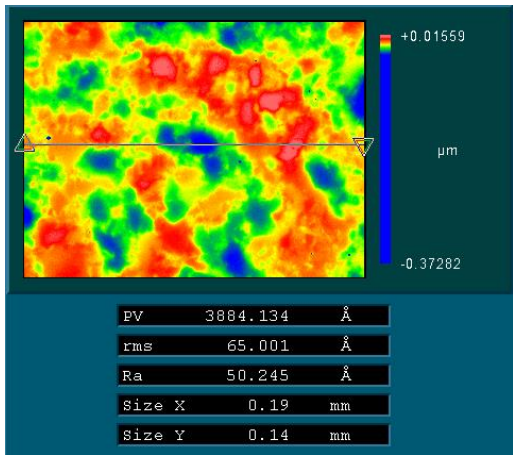 +0.01559
µm
-0.37282
PV 3884.134 Å
rms 65.001 Å
Ra 50.245 Å
Size X 0.19 mm
Size Y 0.14 mm